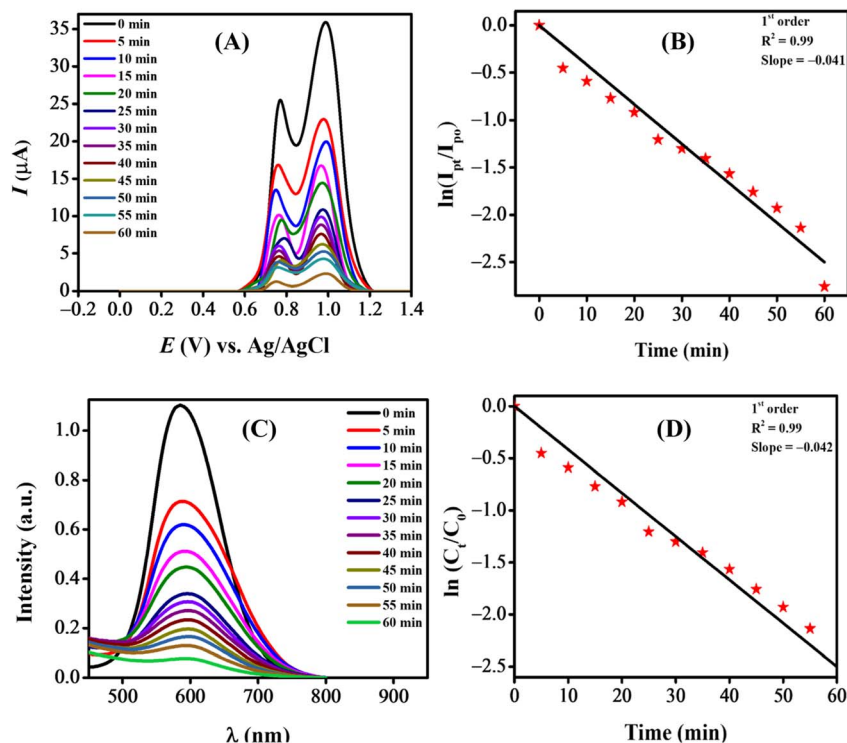 0 min
5 min
10 min
15 min
20 min
25 min
30 min
35 min
40 min
45 min
50 min
55 min
60 min
(A)
35
30
25
20
15
10
5
0
I (µA)
−0.2 0.0 0.2 0.4 0.6 0.8 1.0 1.2 1.4
E (V) vs. Ag/AgCl
(B)
1st order
R2 = 0.99
Slope = −0.041
0.0
−0.5
−1.0
−1.5
−2.0
−2.5
ln(Ipt/Ipo)
0 10 20 30 40 50 60
Time (min)
(C)
0 min
5 min
10 min
15 min
20 min
25 min
30 min
35 min
40 min
45 min
50 min
55 min
60 min
1.0
0.8
0.6
0.4
0.2
0.0
Intensity (a.u.)
500 600 700 800 900
λ (nm)
(D)
1st order
R2 = 0.99
Slope = −0.042
0.0
−0.5
−1.0
−1.5
−2.0
−2.5
ln (Ct/C0)
0 10 20 30 40 50 60
Time (min)